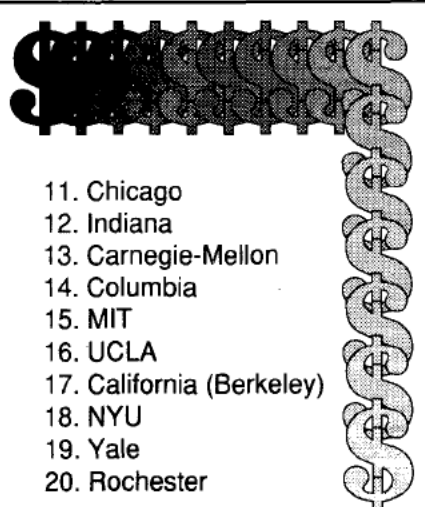 11. Chicago
12. Indiana
13. Carnegie-Mellon
14. Columbia
15. MIT
16. UCLA
17. California (Berkeley)
18. NYU
19. Yale
20. Rochester